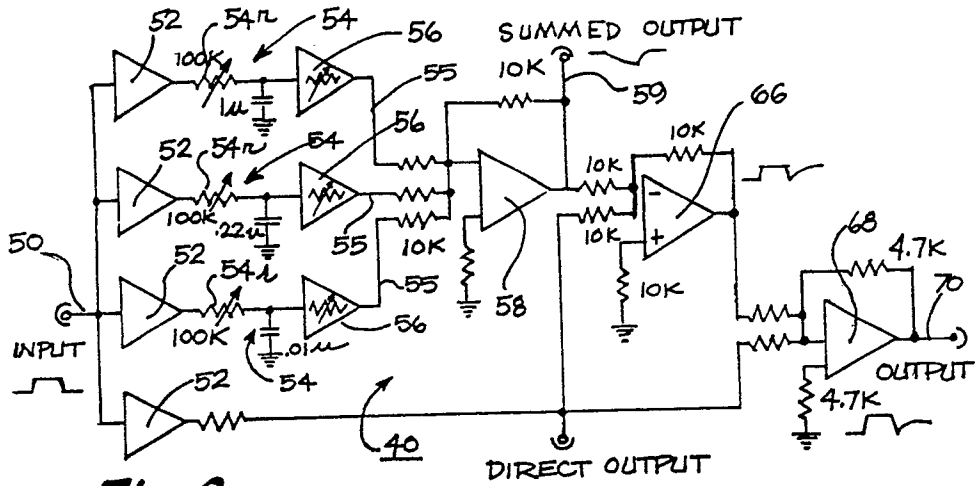 52
54r
54
56
SUMMED OUTPUT
100K
1u
55
10K
59
66
52
54r
54
56
10K
10K
100K
.22u
55
10K
10K
58
10K
68
4.7K
70
50
52
54r
55
100K
56
.01u
INPUT
54
52
40
OUTPUT
4.7K
DIRECT OUTPUT
-
+